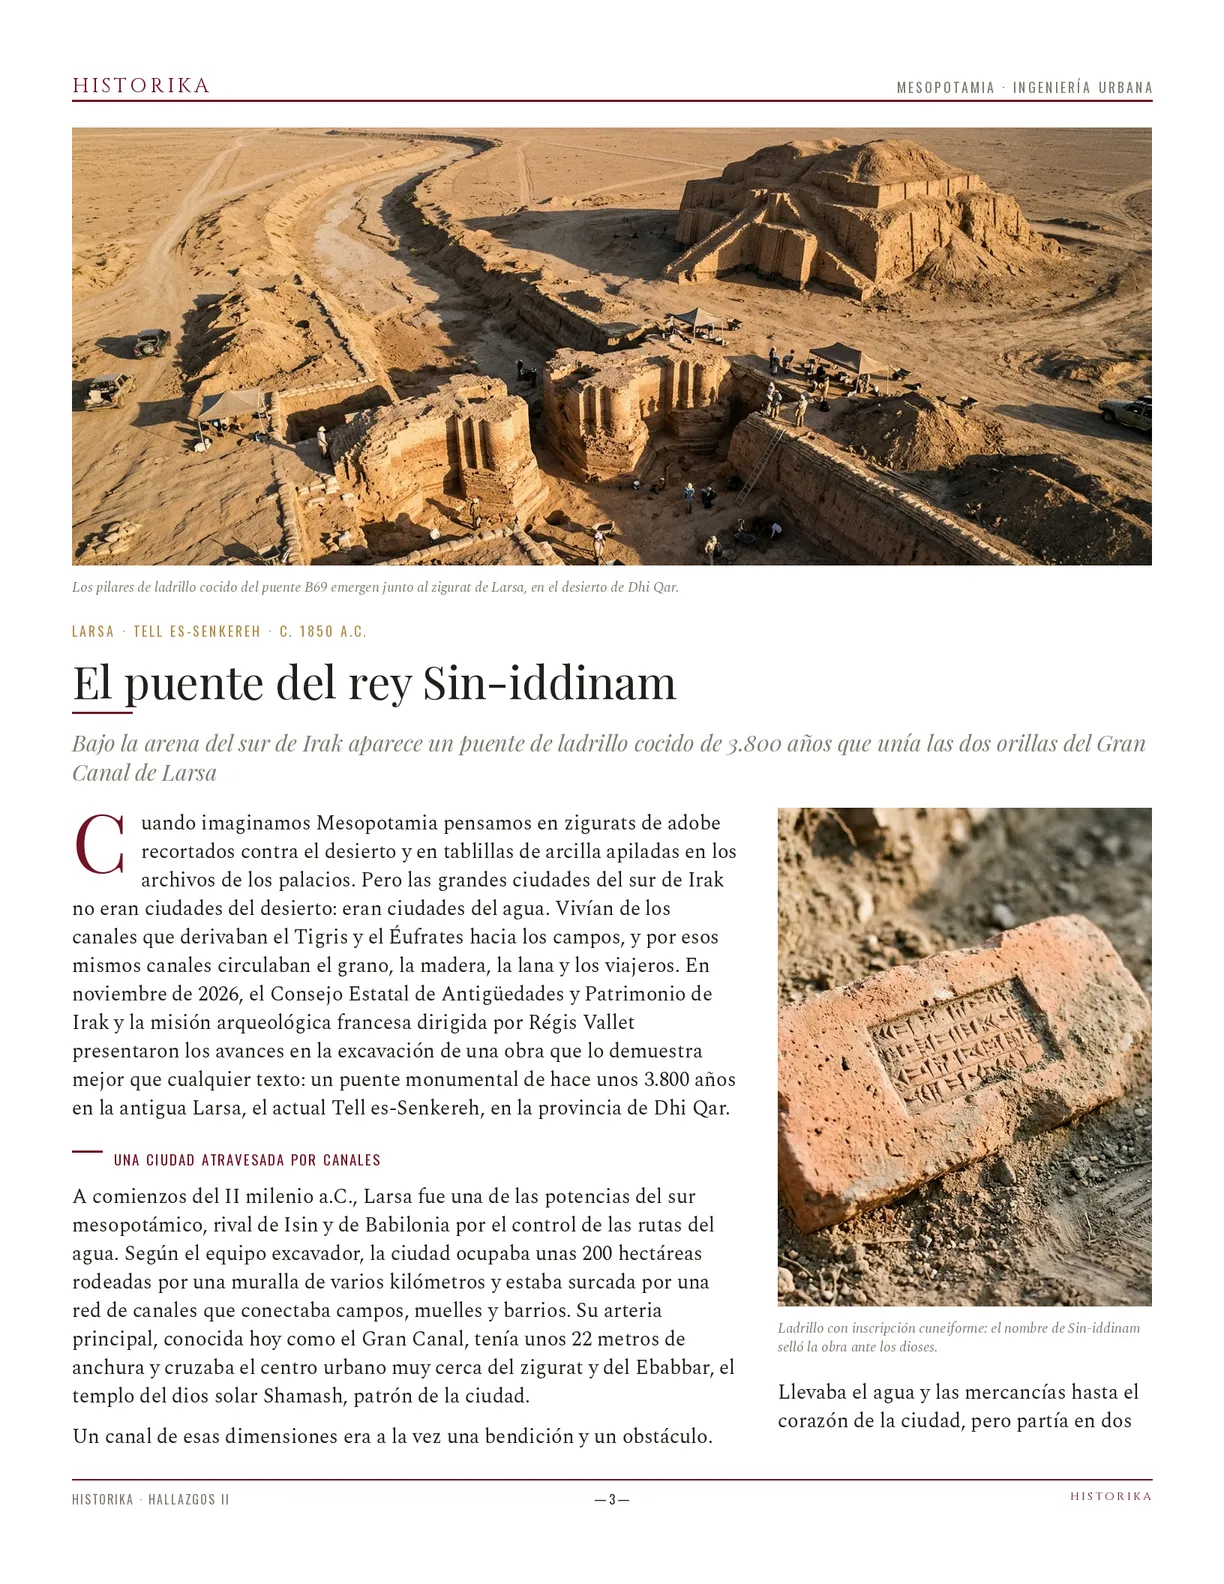 HISTORIKA
MESOPOTAMIA · INGENIERÍA URBANA
Los pilares de ladrillo cocido del puente B69 emergen junto al zigurat de Larsa, en el desierto de Dhi Qar.
LARSA · TELL ES-SENKEREH · C. 1850 A.C.
El puente del rey Sin-iddinam
Bajo la arena del sur de Irak aparece un puente de ladrillo cocido de 3.800 años que unía las dos orillas del Gran
Canal de Larsa
Cuando imaginamos Mesopotamia pensamos en zigurats de adobe
recortados contra el desierto y en tablillas de arcilla apiladas en los
archivos de los palacios. Pero las grandes ciudades del sur de Irak
no eran ciudades del desierto: eran ciudades del agua. Vivían de los
canales que derivaban el Tigris y el Éufrates hacia los campos, y por esos
mismos canales circulaban el grano, la madera, la lana y los viajeros. En
noviembre de 2026, el Consejo Estatal de Antigüedades y Patrimonio de
Irak y la misión arqueológica francesa dirigida por Régis Vallet
presentaron los avances en la excavación de una obra que lo demuestra
mejor que cualquier texto: un puente monumental de hace unos 3.800 años
en la antigua Larsa, el actual Tell es-Senkereh, en la provincia de Dhi Qar.
UNA CIUDAD ATRAVESADA POR CANALES
A comienzos del II milenio a.C., Larsa fue una de las potencias del sur
mesopotámico, rival de Isin y de Babilonia por el control de las rutas del
agua. Según el equipo excavador, la ciudad ocupaba unas 200 hectáreas
rodeadas por una muralla de varios kilómetros y estaba surcada por una
red de canales que conectaba campos, muelles y barrios. Su arteria
principal, conocida hoy como el Gran Canal, tenía unos 22 metros de
anchura y cruzaba el centro urbano muy cerca del zigurat y del Ebabbar, el
templo del dios solar Shamash, patrón de la ciudad.
Un canal de esas dimensiones era a la vez una bendición y un obstáculo.
Ladrillo con inscripción cuneiforme: el nombre de Sin-iddinam
selló la obra ante los dioses.
Llevaba el agua y las mercancías hasta el
corazón de la ciudad, pero partía en dos
HISTORIKA · HALLAZGOS II
—3—
HISTORIKA